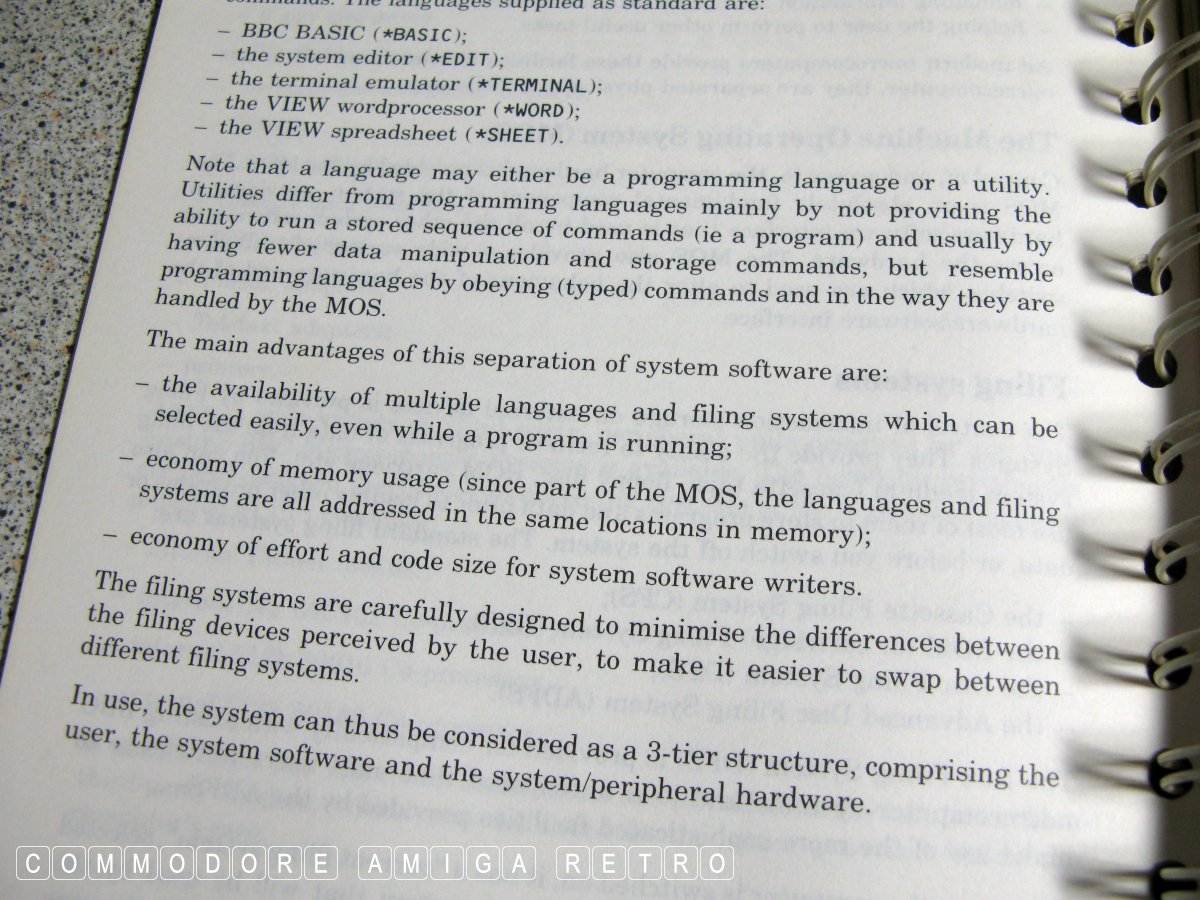 commands. The languages supplied as standard are:
– BBC BASIC (*BASIC);
– the system editor (*EDIT);
– the terminal emulator (*TERMINAL);
– the VIEW wordprocessor (*WORD);
– the VIEW spreadsheet (*SHEET).
Note that a language may either be a programming language or a utility.
Utilities differ from programming languages mainly by not providing the
ability to run a stored sequence of commands (ie a program) and usually by
having fewer data manipulation and storage commands, but resemble
programming languages by obeying (typed) commands and in the way they are
handled by the MOS.
The main advantages of this separation of system software are:
– the availability of multiple languages and filing systems which can be
selected easily, even while a program is running;
– economy of memory usage (since part of the MOS, the languages and filing
systems are all addressed in the same locations in memory);
– economy of effort and code size for system software writers.
The filing systems are carefully designed to minimise the differences between
the filing devices perceived by the user, to make it easier to swap between
different filing systems.
In use, the system can thus be considered as a 3-tier structure, comprising the
user, the system software and the system/peripheral hardware.
COMMODORE AMIGA RETRO